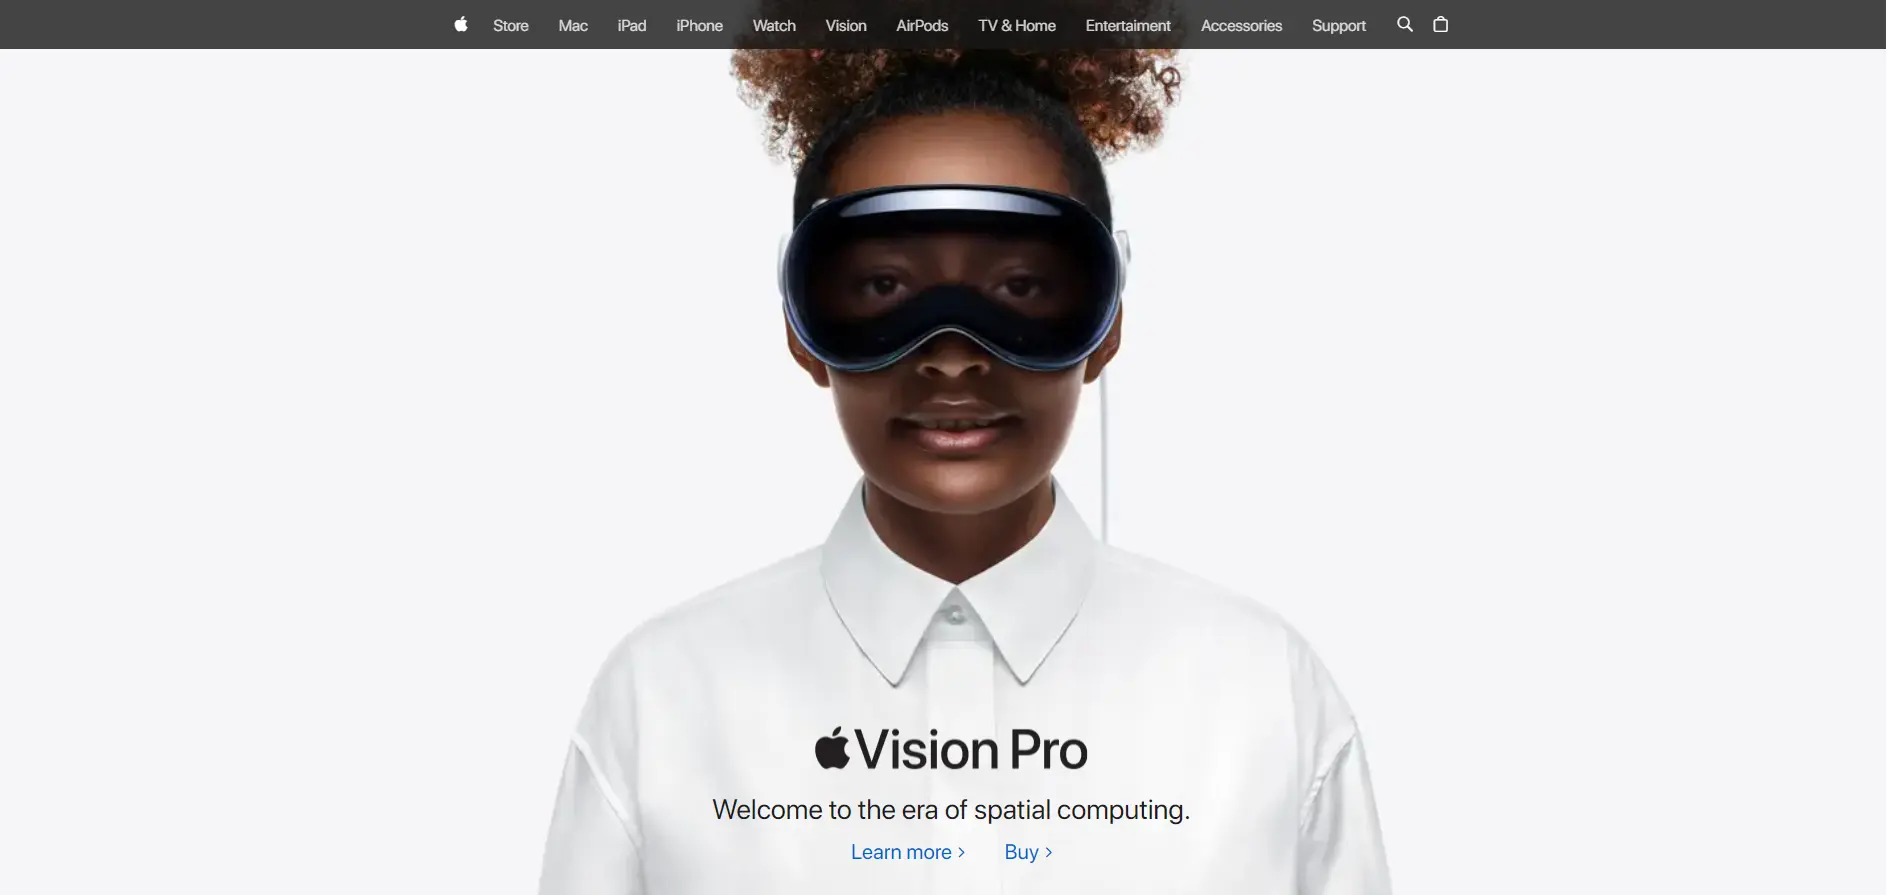 Store Mac iPad iPhone Watch Vision AirPods TV & Home Entertaiment Accessories Support
Vision Pro
Welcome to the era of spatial computing.
Learn more > Buy >